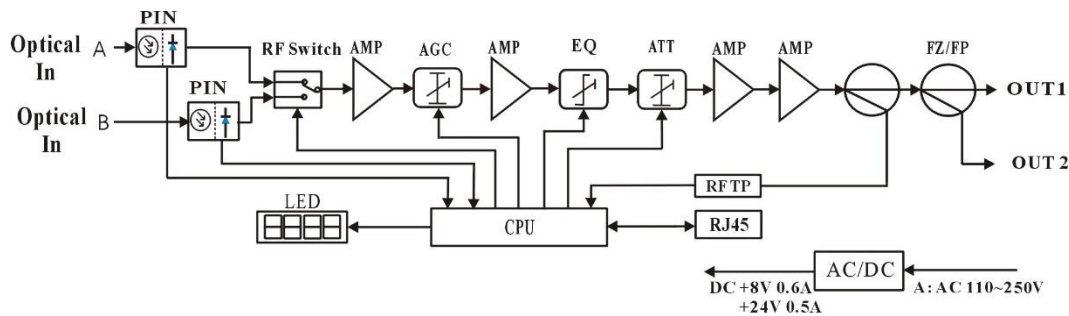 PIN
Optical A
In
RF Switch
AMP
AGC
AMP
EQ
ATT
AMP
AMP
FZ/FP
OUT1
PIN
Optical B
In
OUT 2
RFTP
LED
CPU
RJ45
AC/DC
DC +8V 0.6A
+24V 0.5A
A: AC 110~250V